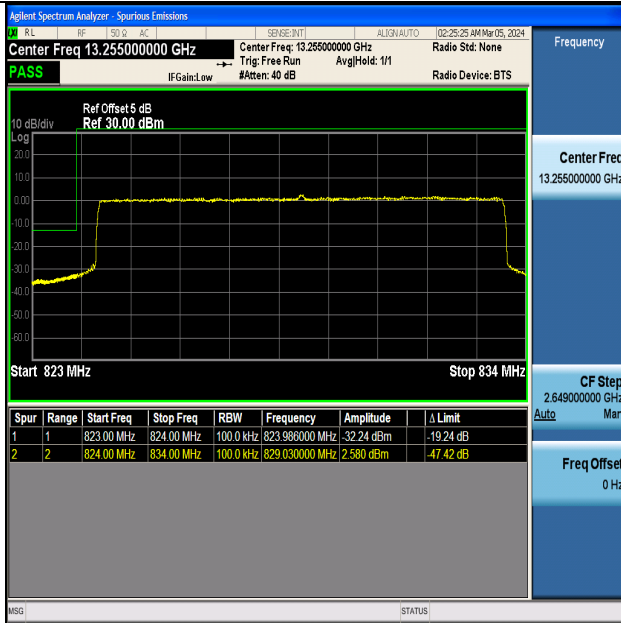 Agilent Spectrum Analyzer - Spurious Emissions
RL RF 50 Ω AC SENSE:INT ALIGN AUTO 02:25:25 AM Mar 05, 2024
Center Freq 13.255000000 GHz
Center Freq: 13.255000000 GHz
Radio Std: None
Trig: Free Run
Avg|Hold: 1/1
PASS
IFGain:Low
#Atten: 40 dB
Radio Device: BTS
Ref Offset 5 dB
10 dB/div
Ref 30.00 dBm
Log
20.0
10.0
0.00
-10.0
-20.0
-30.0
-40.0
-50.0
-60.0
Start 823 MHz
Stop 834 MHz
Spur Range Start Freq Stop Freq RBW Frequency Amplitude Δ Limit
1 1 823.00 MHz 824.00 MHz 100.0 kHz 823.986000 MHz -32.24 dBm -19.24 dB
2 2 824.00 MHz 834.00 MHz 100.0 kHz 829.030000 MHz 2.580 dBm -47.42 dB
MSG
STATUS
Frequency
Center Freq
13.255000000 GHz
CF Step
2.649000000 GHz
Auto Man
Freq Offset
0 Hz